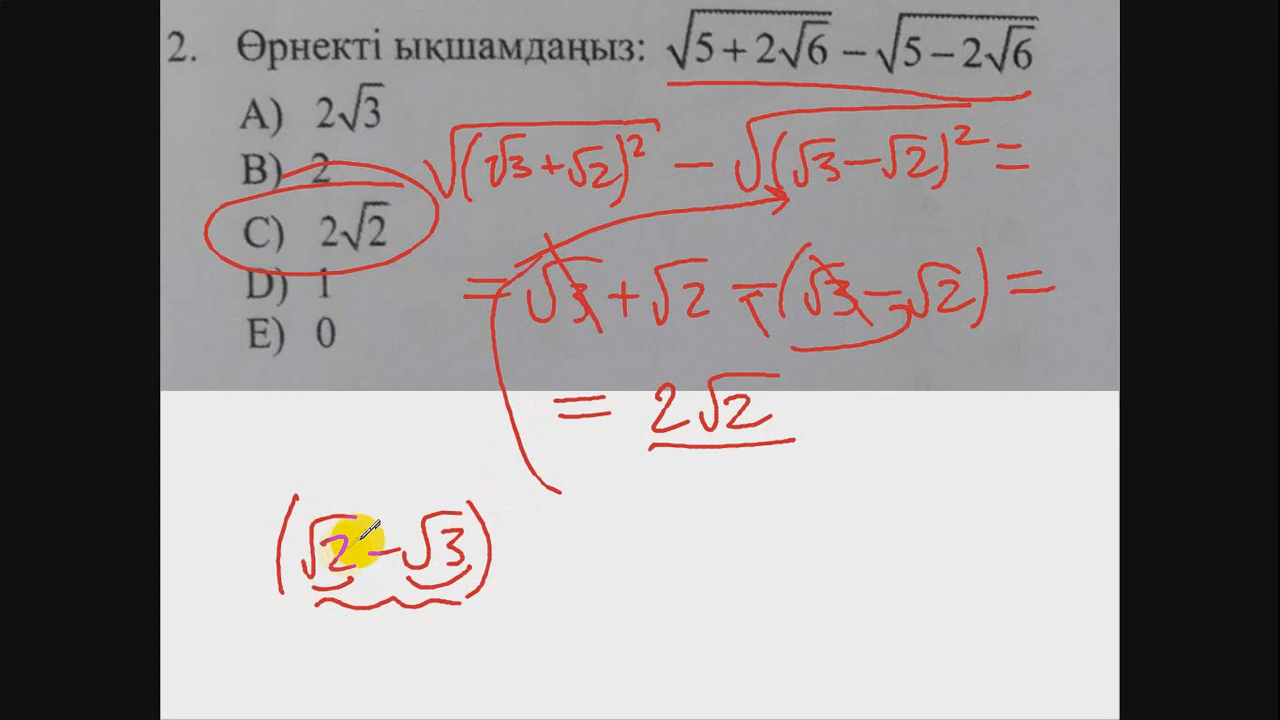 2. Өрнекті ықшамдаңыз: √(5 + 2√6) − √(5 − 2√6)
A) 2√3
B) 2
C) 2√2
D) 1
E) 0
√((√3 + √2)²) − √((√3 − √2)²) =
= √3 + √2 − (√3 − √2) =
= 2√2
(√2 − √3)